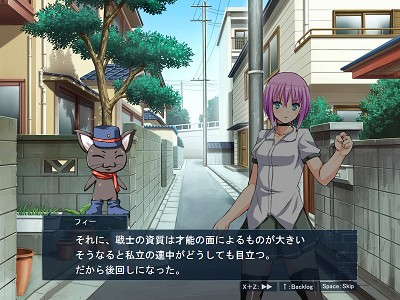 フィー
それに、戦士の資質は才能の面によるものが大きい
そうなると私立の連中がどうしても目立つ。
だから後回しになった。
X+Z: ▶▶ ↑:Backlog Space: Skip